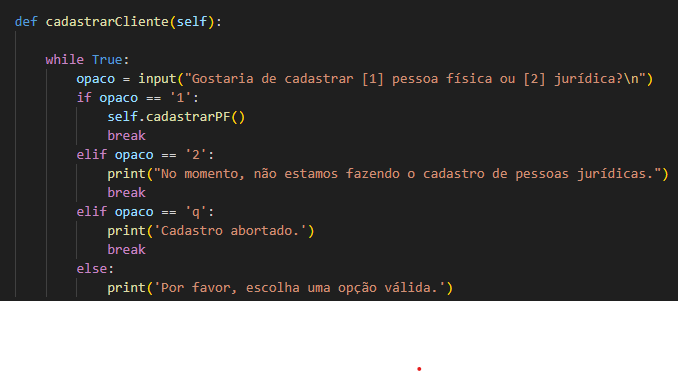 def cadastrarCliente(self):
while True:
opaco = input("Gostaria de cadastrar [1] pessoa física ou [2] jurídica?\n")
if opaco == '1':
self.cadastrarPF()
break
elif opaco == '2':
print("No momento, não estamos fazendo o cadastro de pessoas jurídicas.")
break
elif opaco == 'q':
print('Cadastro abortado.')
break
else:
print('Por favor, escolha uma opção válida.')